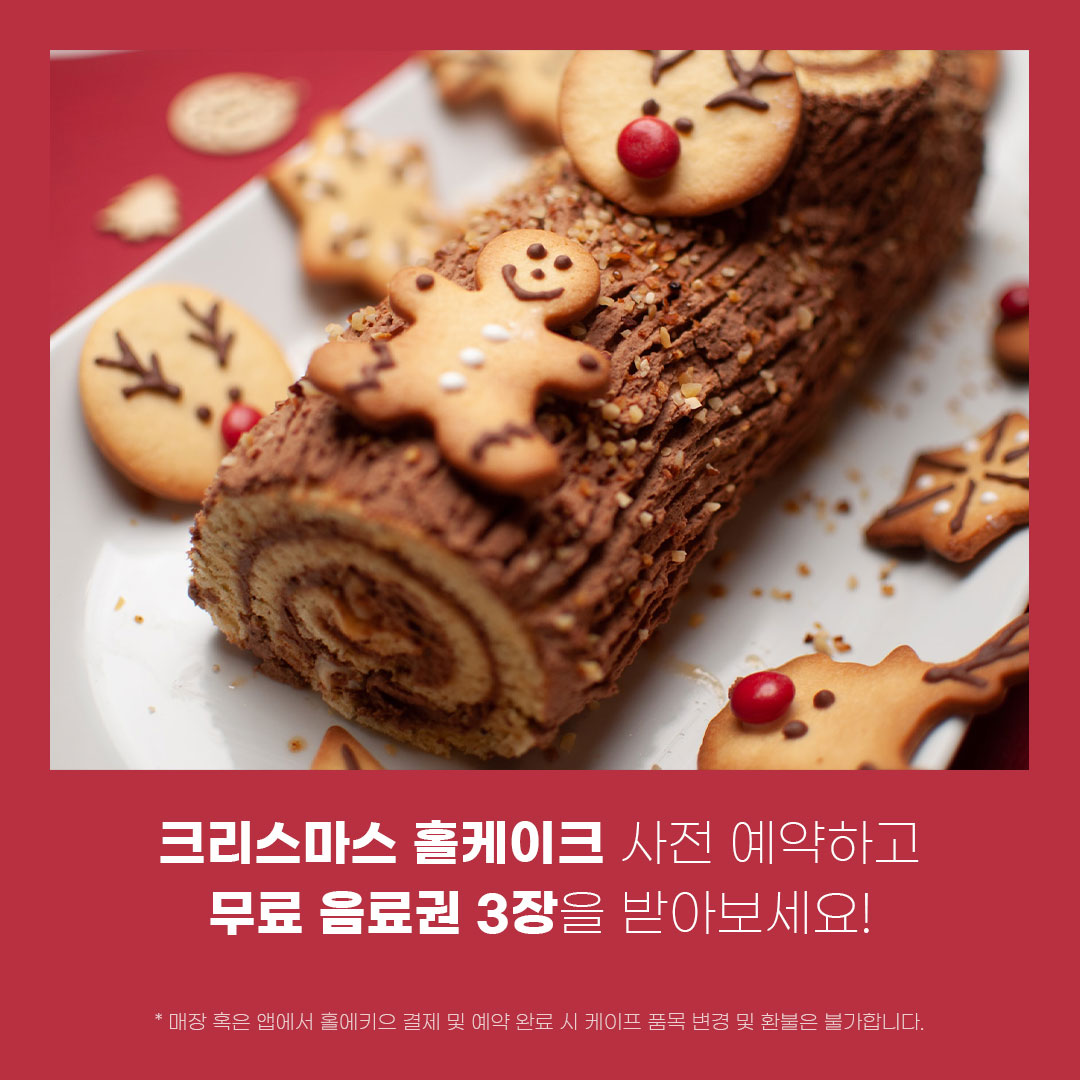 크리스마스 홀케이크 사전 예약하고
무료 음료권 3장을 받아보세요!
* 매장 혹은 앱에서 홀에키으 결제 및 예약 완료 시 케이프 품목 변경 및 환불은 불가합니다.